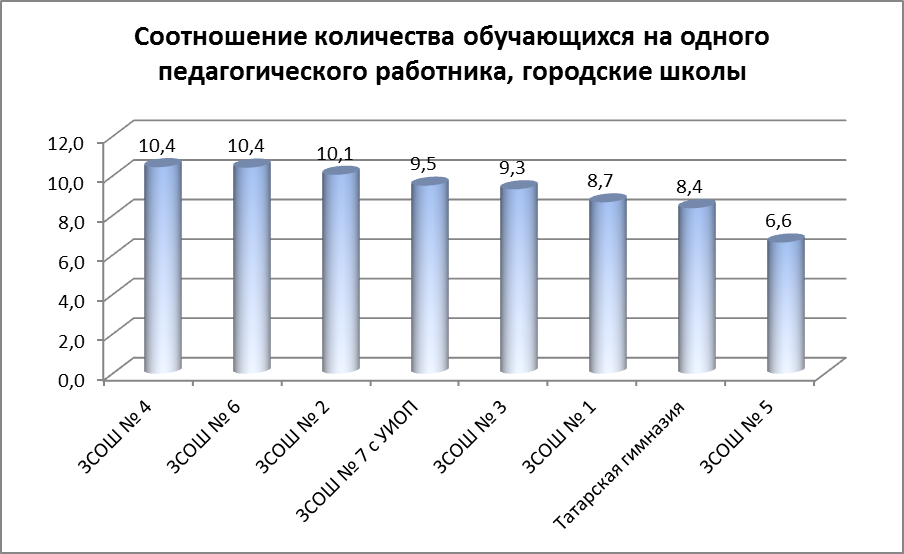 Соотношение количества обучающихся на одного
педагогического работника, городские школы
12,0
10,0
8,0
6,0
4,0
2,0
0,0
10,4
10,4
10,1
9,5
9,3
8,7
8,4
6,6
ЗСОШ № 4
ЗСОШ № 6
ЗСОШ № 2
ЗСОШ № 7 с УИОП
ЗСОШ № 3
ЗСОШ № 1
Татарская гимназия
ЗСОШ № 5